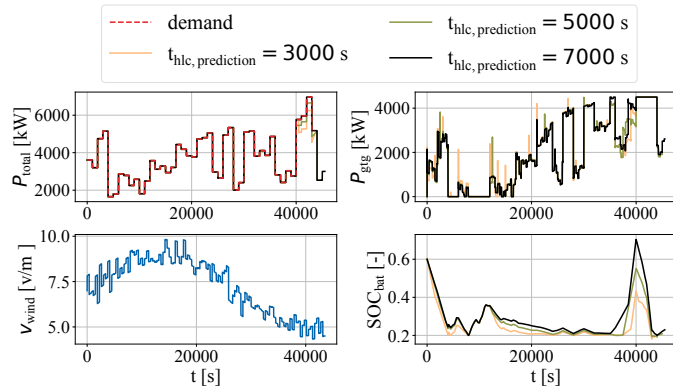 demand
t_hlc, prediction = 3000 s
t_hlc, prediction = 5000 s
t_hlc, prediction = 7000 s
P_total [kW]
6000
4000
2000
0 20000 40000
P_gtg [kW]
4000
2000
0
0 20000 40000
v_wind [v/m]
10.0
7.5
5.0
0 20000 40000
t [s]
SOC_bat [-]
0.6
0.4
0.2
0 20000 40000
t [s]